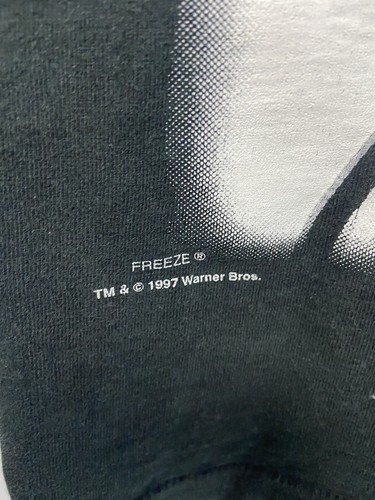 FREEZE ®
TM & © 1997 Warner Bros.